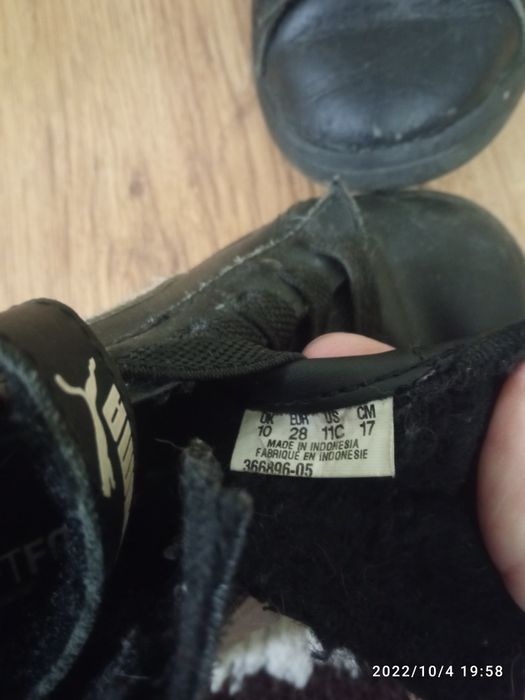 UK EUR US CM
10 28 11C 17
MADE IN INDONESIA
FABRIQUÉ EN INDONESIE
366896-05
2022/10/4 19:58